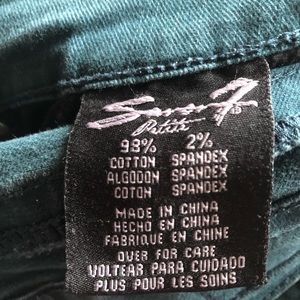 Seven7
Petite
98% 2%
COTTON SPANDEX
ALGODON SPANDEX
COTON SPANDEX
MADE IN CHINA
HECHO EN CHINA
FABRIQUE EN CHINE
OVER FOR CARE
VOLTEAR PARA CUIDADO
PLUS POUR LES SOINS